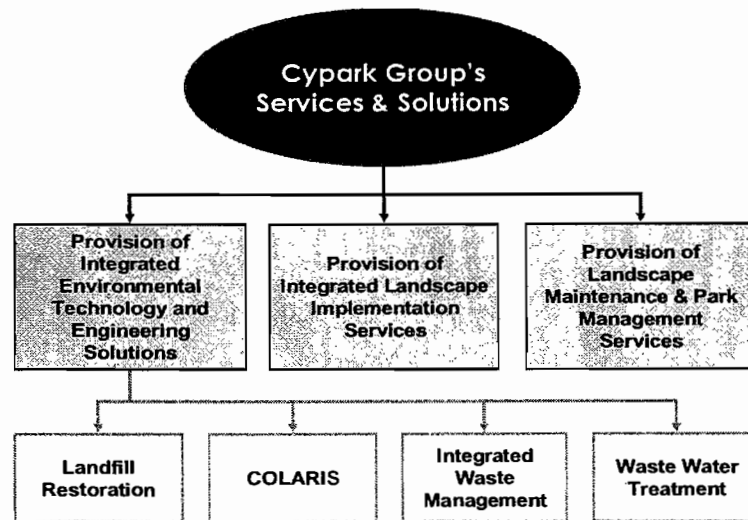 Cypark Group's
Services & Solutions
Provision of
Integrated
Environmental
Technology and
Engineering
Solutions
Provision of
Integrated Landscape
Implementation
Services
Provision of
Landscape
Maintenance & Park
Management
Services
Landfill
Restoration
COLARIS
Integrated
Waste
Management
Waste Water
Treatment